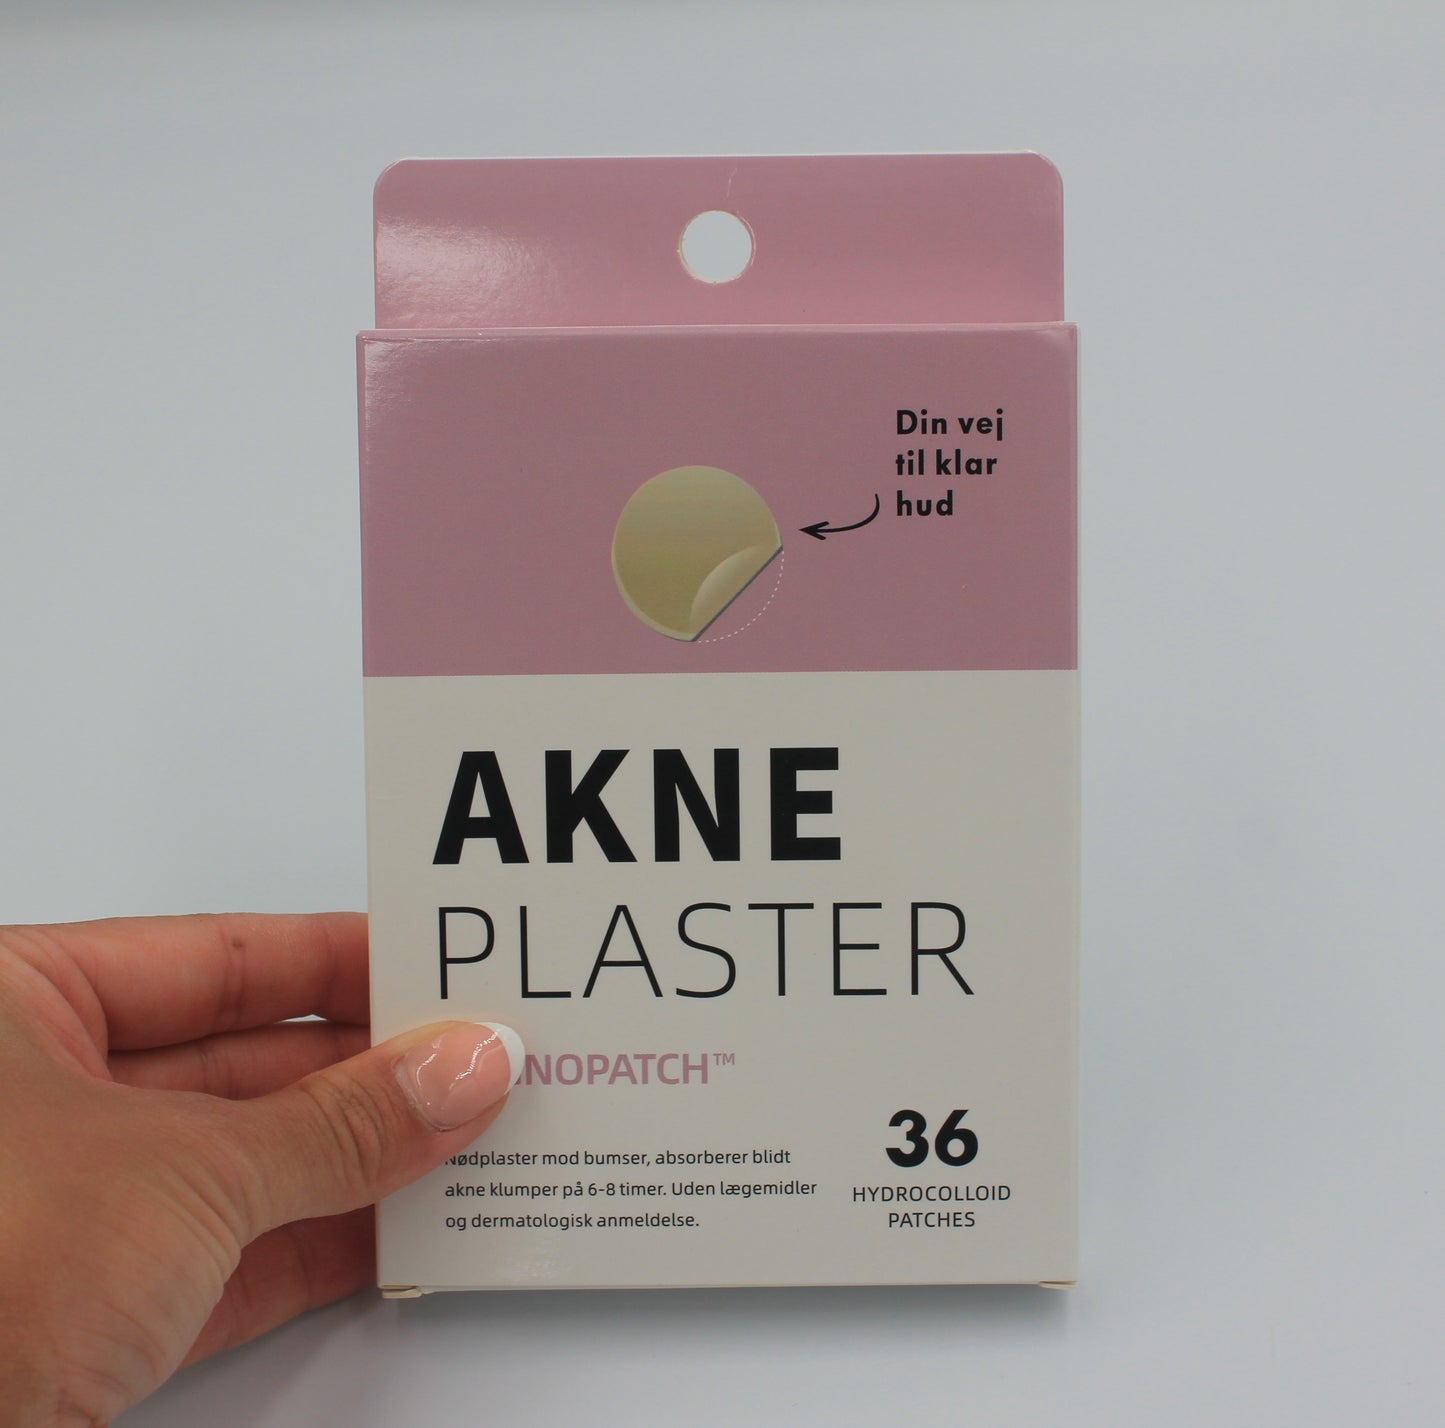 Din vej
til klar
hud
AKNE
PLASTER
NOPATCH™
Nødplaster mod bumser, absorberer blidt
akne klumper på 6-8 timer. Uden lægemidler
og dermatologisk anmeldelse.
36
HYDROCOLLOID
PATCHES